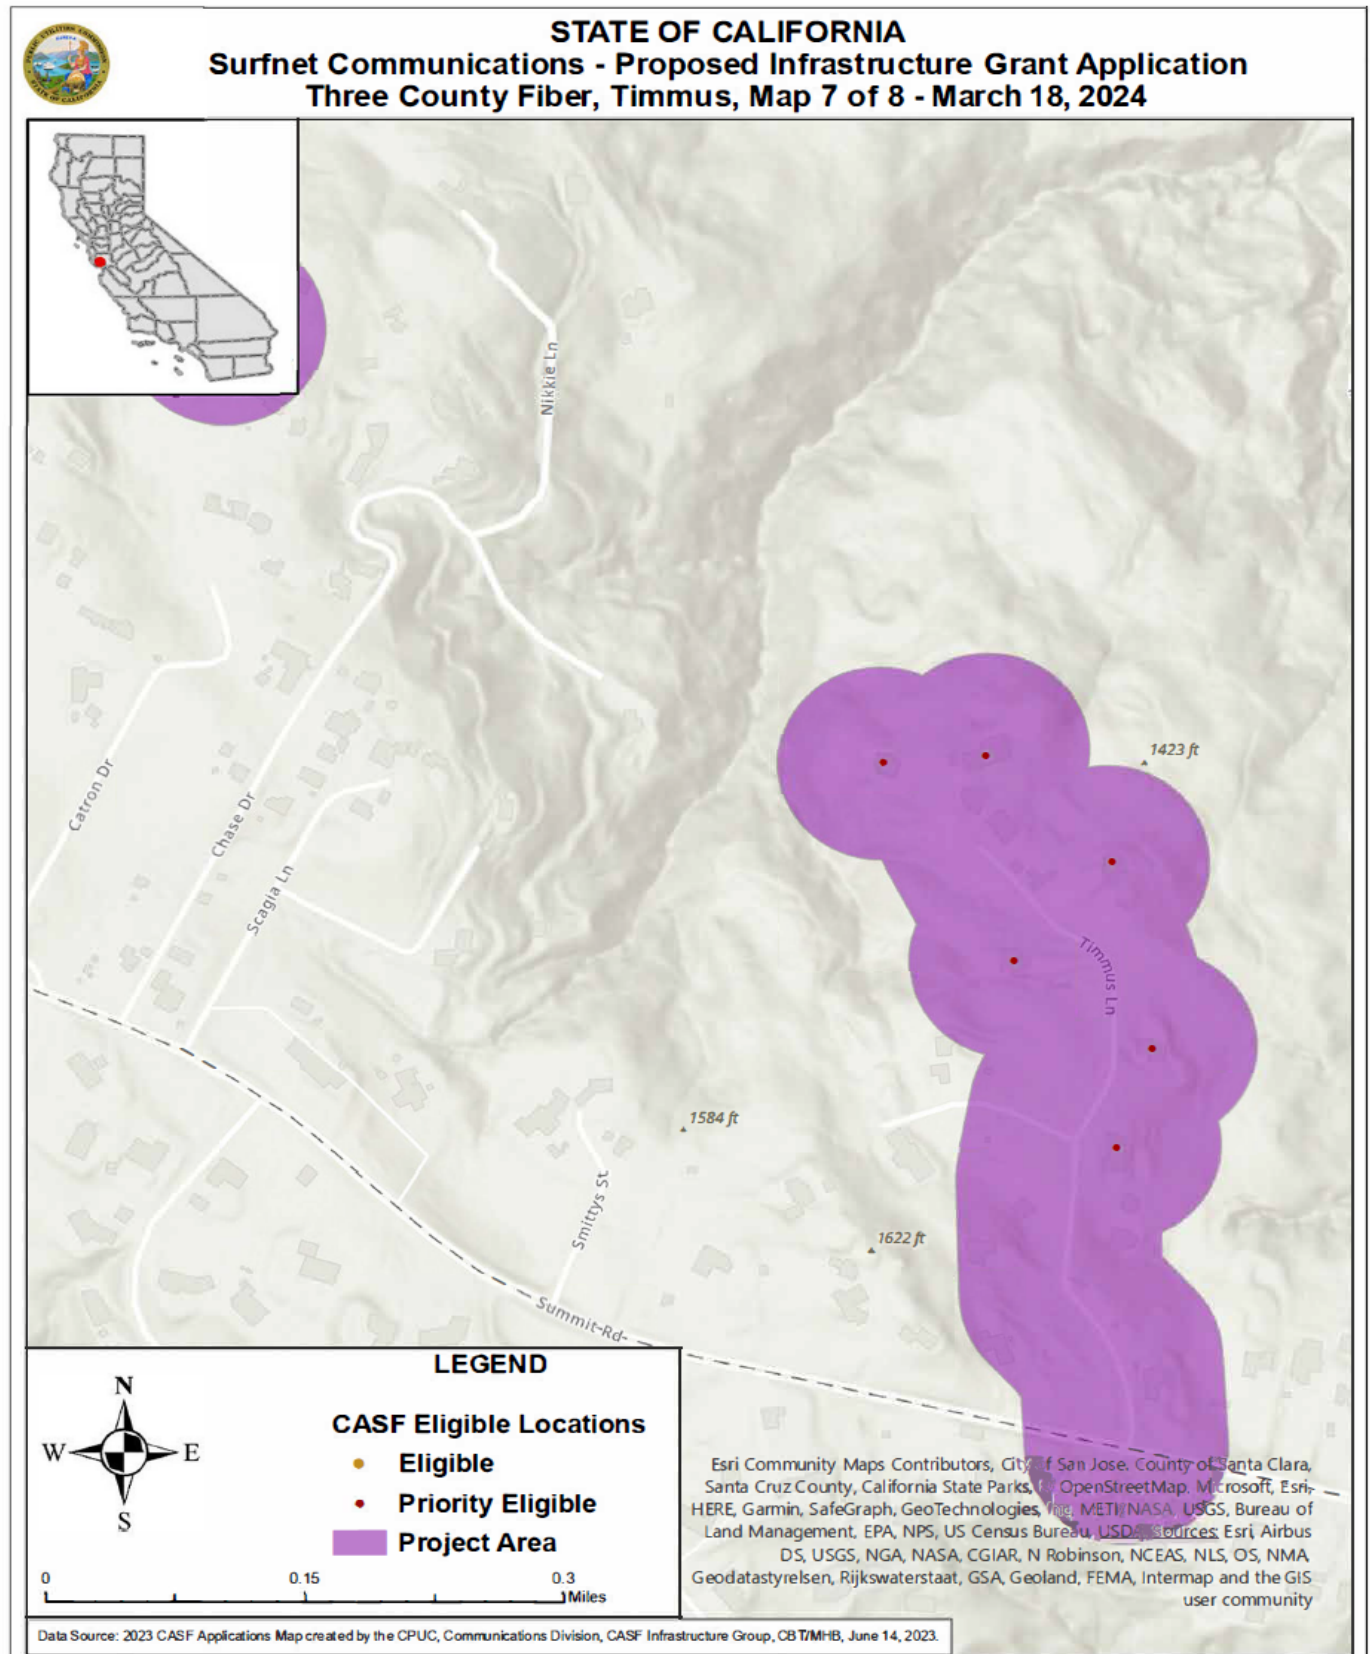 STATE OF CALIFORNIA
Surfnet Communications - Proposed Infrastructure Grant Application
Three County Fiber, Timmus, Map 7 of 8 - March 18, 2024
Nikkie Ln
Catron Dr
Chase Dr
Scagia Ln
1423 ft
Timmus Ln
1584 ft
Smittys St
1622 ft
Summit-Rd-
LEGEND
N
W E
S
CASF Eligible Locations
Eligible
Priority Eligible
Project Area
0 0.15 0.3
Miles
Esri Community Maps Contributors, City of San Jose. County of Santa Clara,
Santa Cruz County, California State Parks, OpenStreetMap. Microsoft, Esri,
HERE, Garmin, SafeGraph, GeoTechnologies, Inc, METI/NASA, USGS, Bureau of
Land Management, EPA, NPS, US Census Bureau, USDA, sources: Esri, Airbus
DS, USGS, NGA, NASA, CGIAR, N Robinson, NCEAS, NLS, OS, NMA,
Geodatastyrelsen, Rijkswaterstaat, GSA, Geoland, FEMA, Intermap and the GIS
user community
Data Source: 2023 CASF Applications Map created by the CPUC, Communications Division, CASF Infrastructure Group, CBT/MHB, June 14, 2023.